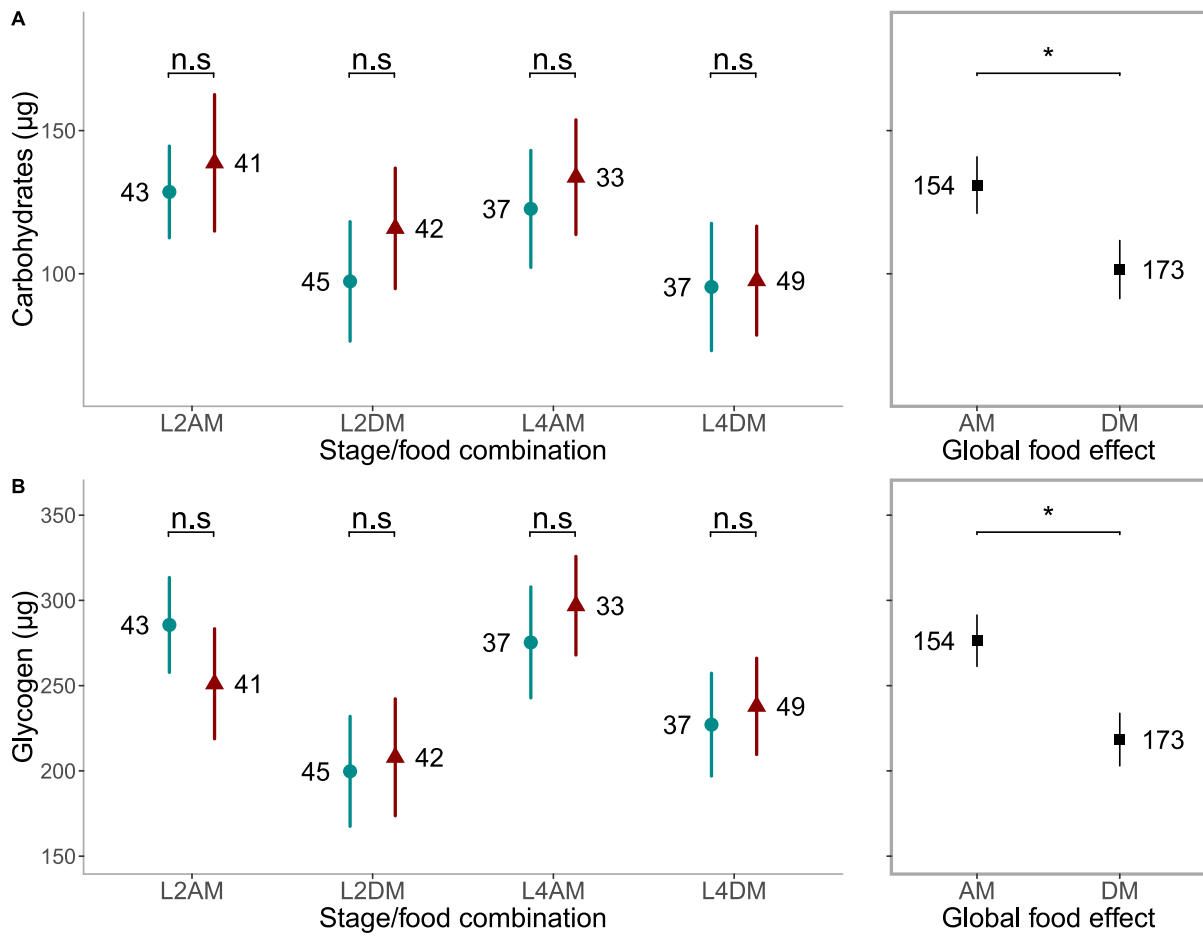 A
n.s n.s n.s n.s *
Carbohydrates (µg)
150
100
43 41 45 42 37 33 37 49 154 173
L2AM L2DM L4AM L4DM AM DM
Stage/food combination Global food effect
B
n.s n.s n.s n.s *
Glycogen (µg)
350
300
250
200
150
43 41 45 42 37 33 37 49 154 173
L2AM L2DM L4AM L4DM AM DM
Stage/food combination Global food effect